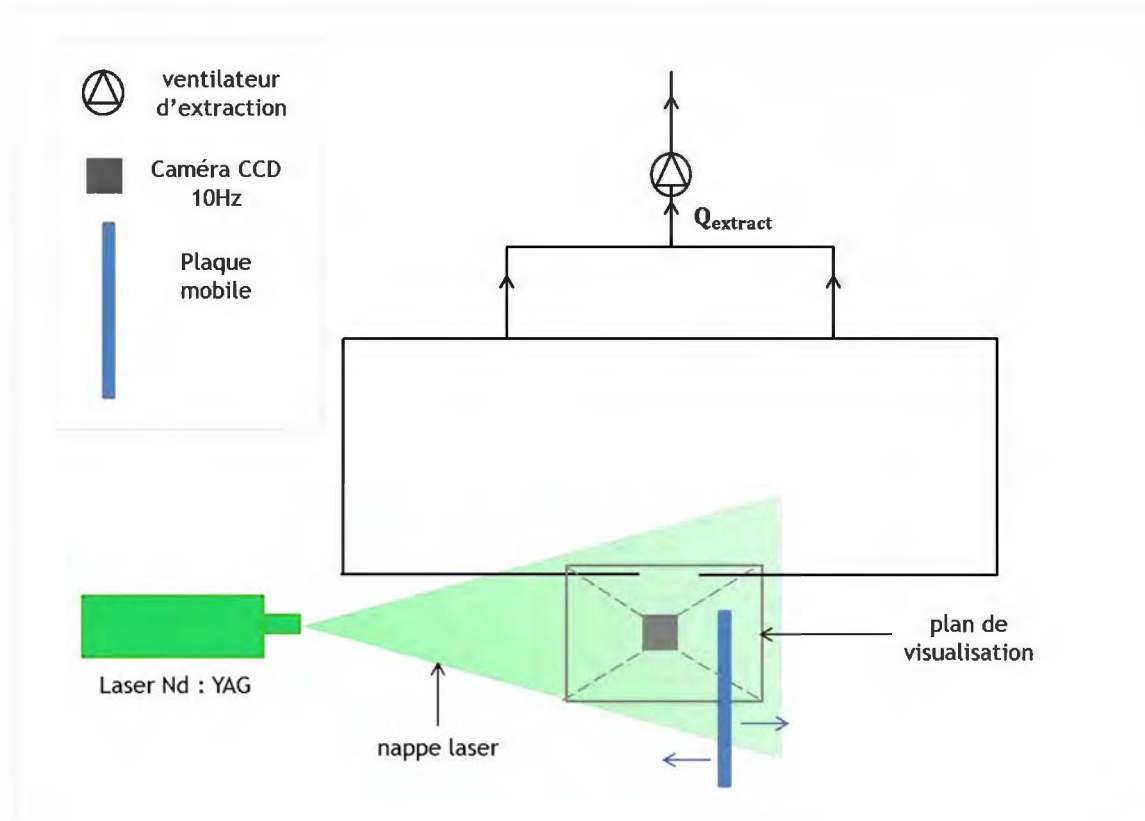 ventilateur
d'extraction
Caméra CCD
10Hz
Plaque
mobile
Qextract
Laser Nd : YAG
nappe laser
plan de
visualisation